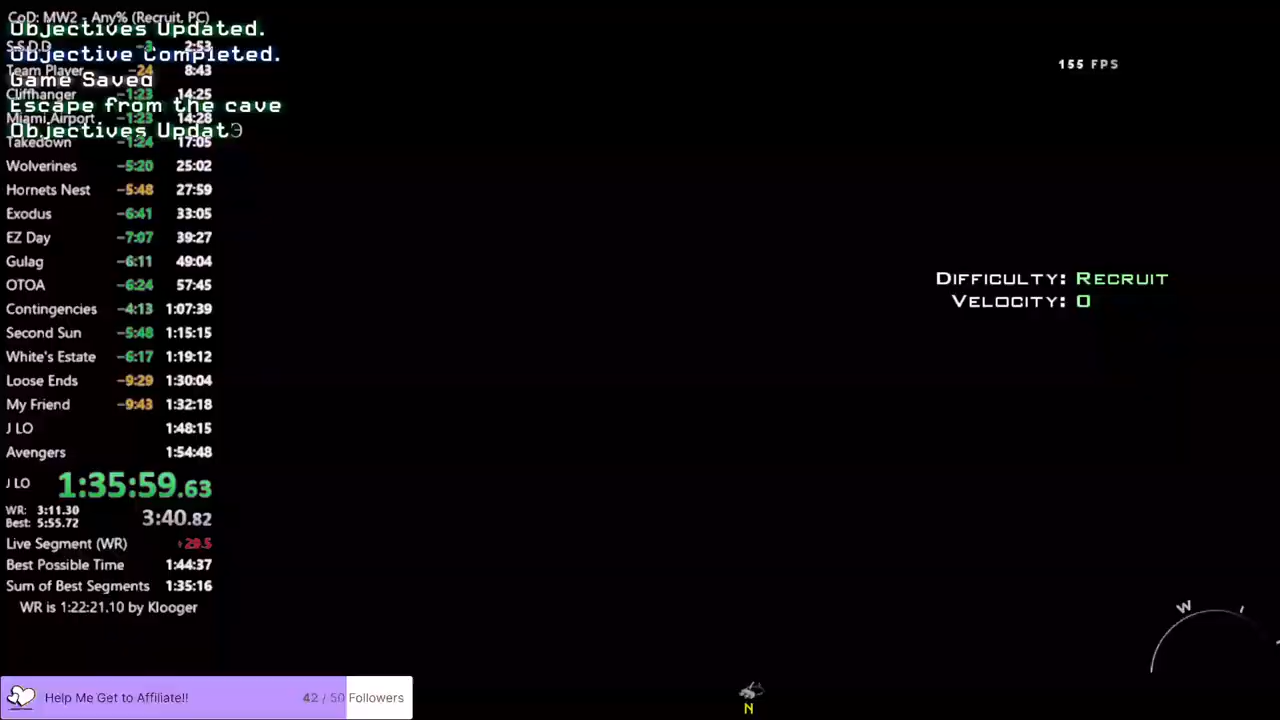 CoD: MW2 - Any% (Recruit, PC)
Objectives Updated.
S.S.D.D -3 2:53
Objective Completed.
Team Player -24 8:43
Game Saved
Cliffhanger -1:23 14:25
Escape from the cave
Miami Airport -1:23 14:28
Objectives Updat
Takedown -1:24 17:05
Wolverines -5:20 25:02
Hornets Nest -5:48 27:59
Exodus -6:41 33:05
EZ Day -7:07 39:27
Gulag -6:11 49:04
OTOA -6:24 57:45
Contingencies -4:13 1:07:39
Second Sun -5:48 1:15:15
White's Estate -6:17 1:19:12
Loose Ends -9:29 1:30:04
My Friend -9:43 1:32:18
J LO 1:48:15
Avengers 1:54:48
J LO 1:35:59.63
WR: 3:11.30
Best: 5:55.72 3:40.82
Live Segment (WR) +29.5
Best Possible Time 1:44:37
Sum of Best Segments 1:35:16
WR is 1:22:21.10 by Klooger
Help Me Get to Affiliate!! 42 / 50 Followers
155 FPS
Difficulty: Recruit
Velocity: 0
W
N